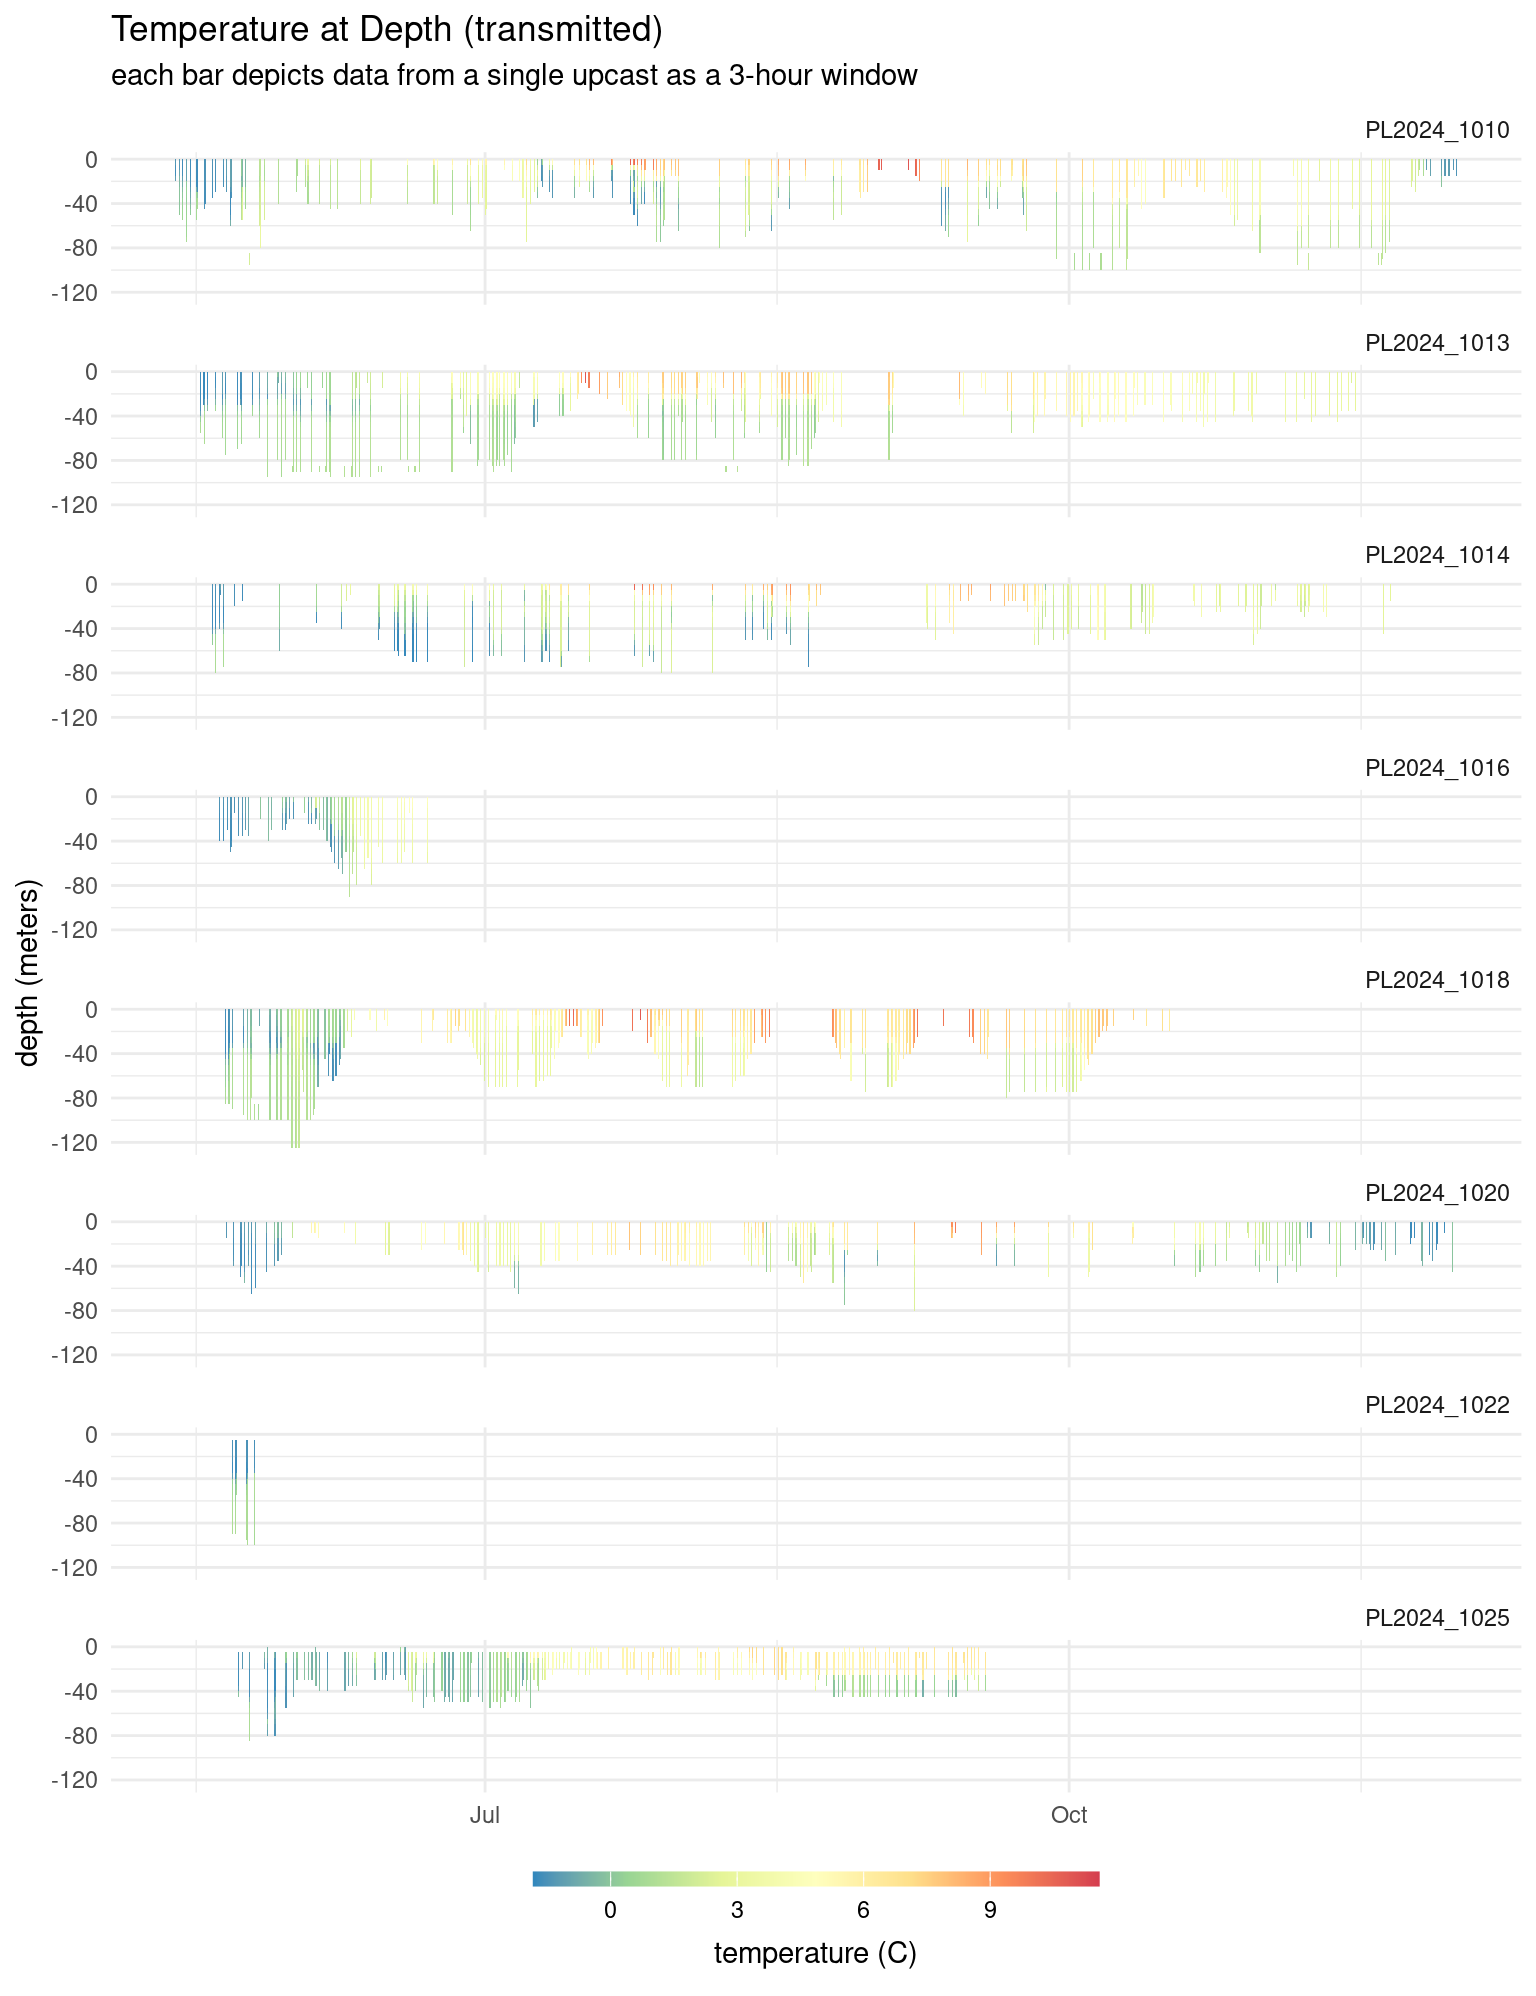 Temperature at Depth (transmitted)
each bar depicts data from a single upcast as a 3-hour window
PL2024_1010
0
-40
-80
-120
PL2024_1013
0
-40
-80
-120
PL2024_1014
0
-40
-80
-120
PL2024_1016
0
-40
-80
-120
depth (meters)
PL2024_1018
0
-40
-80
-120
PL2024_1020
0
-40
-80
-120
PL2024_1022
0
-40
-80
-120
PL2024_1025
0
-40
-80
-120
Jul Oct
0 3 6 9
temperature (C)